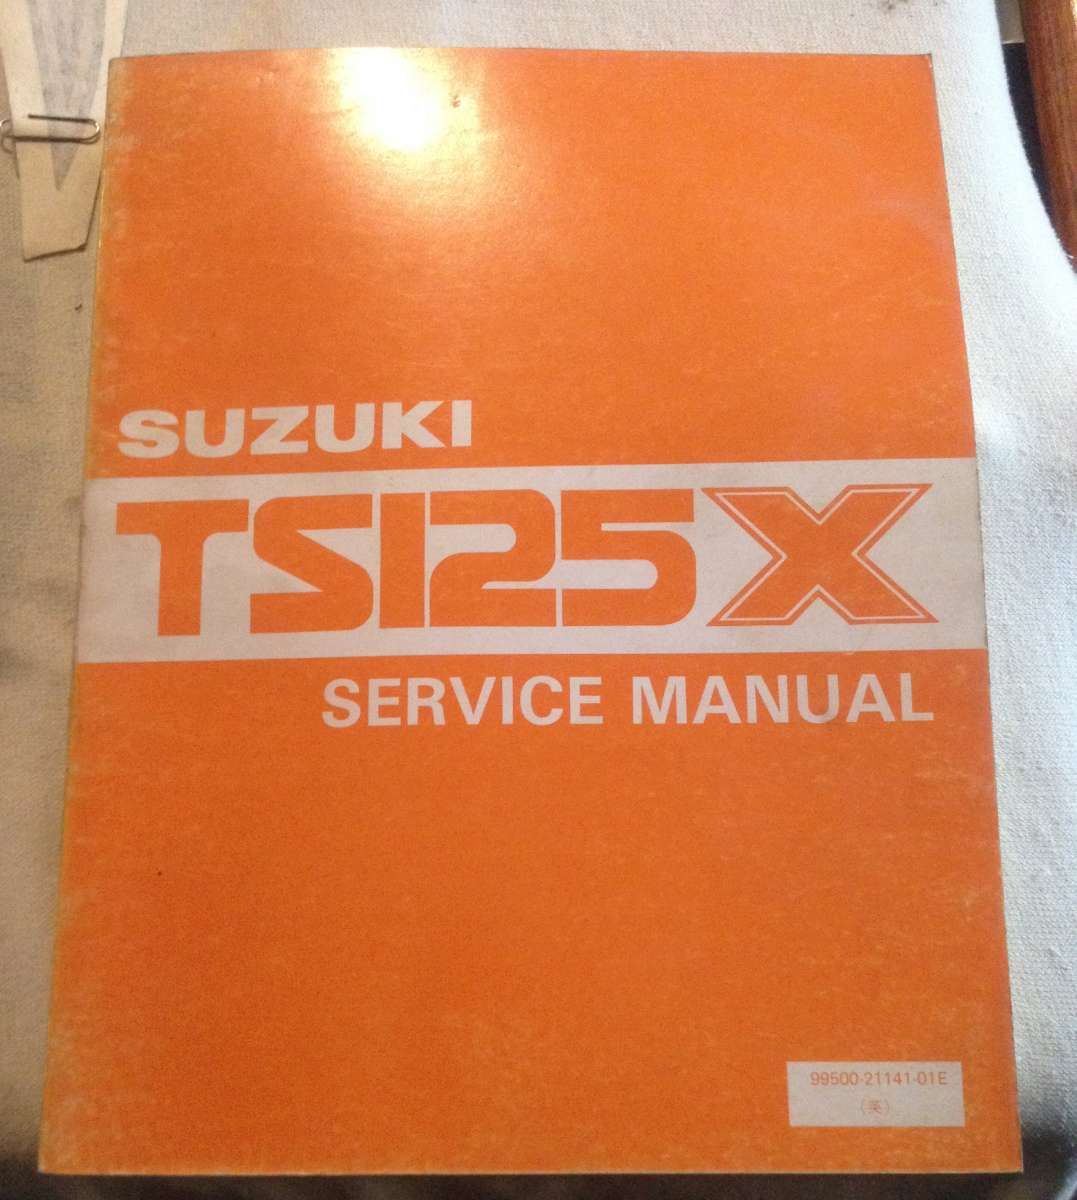 SUZUKI
TS125X
SERVICE MANUAL
99500-21141-01E
(英)